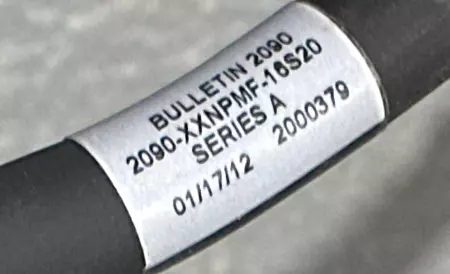 BULLETIN 2090
2090-XXNPMF-16S20
SERIES A
01/17/12 2000379